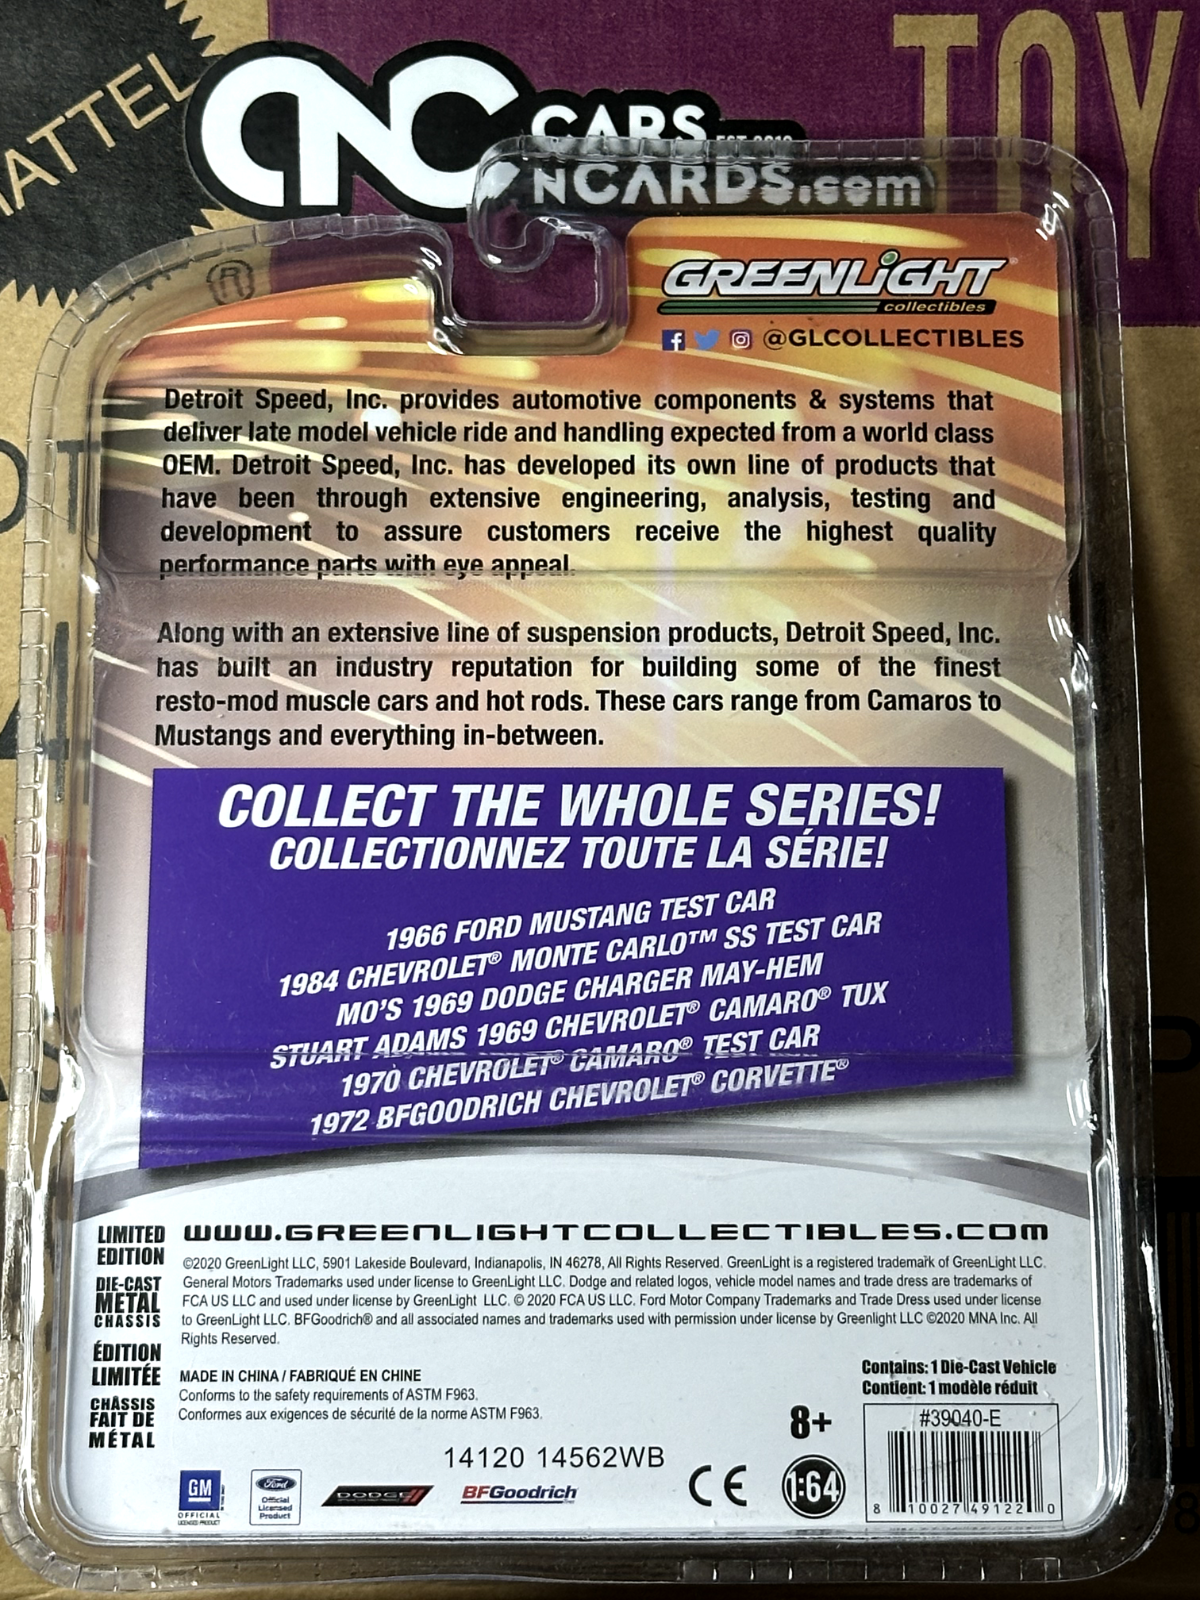 MATTEL
TOY
CNC
CARS
EST. 2012
NCARDS.com
®
GREENLiGHT
collectibles
@GLCOLLECTIBLES
Detroit Speed, Inc. provides automotive components & systems that
deliver late model vehicle ride and handling expected from a world class
OEM. Detroit Speed, Inc. has developed its own line of products that
have been through extensive engineering, analysis, testing and
development to assure customers receive the highest quality
performance parts with eye appeal.
Along with an extensive line of suspension products, Detroit Speed, Inc.
has built an industry reputation for building some of the finest
resto-mod muscle cars and hot rods. These cars range from Camaros to
Mustangs and everything in-between.
COLLECT THE WHOLE SERIES!
COLLECTIONNEZ TOUTE LA SÉRIE!
1966 FORD MUSTANG TEST CAR
1984 CHEVROLET® MONTE CARLO™ SS TEST CAR
MO'S 1969 DODGE CHARGER MAY-HEM
STUART ADAMS 1969 CHEVROLET® CAMARO® TUX
1970 CHEVROLET® CAMARO® TEST CAR
1972 BFGOODRICH CHEVROLET® CORVETTE®
LIMITED
EDITION
DIE-CAST
METAL
CHASSIS
ÉDITION
LIMITÉE
CHÂSSIS
FAIT DE
MÉTAL
WWW.GREENLIGHTCOLLECTIBLES.COM
©2020 GreenLight LLC, 5901 Lakeside Boulevard, Indianapolis, IN 46278, All Rights Reserved. GreenLight is a registered trademark of GreenLight LLC.
General Motors Trademarks used under license to GreenLight LLC. Dodge and related logos, vehicle model names and trade dress are trademarks of
FCA US LLC and used under license by GreenLight LLC. © 2020 FCA US LLC. Ford Motor Company Trademarks and Trade Dress used under license
to GreenLight LLC. BFGoodrich® and all associated names and trademarks used with permission under license by Greenlight LLC ©2020 MNA Inc. All
Rights Reserved.
MADE IN CHINA / FABRIQUÉ EN CHINE
Conforms to the safety requirements of ASTM F963.
Conformes aux exigences de sécurité de la norme ASTM F963.
Contains: 1 Die-Cast Vehicle
Contient: 1 modèle réduit
14120 14562WB
8+
#39040-E
GM
OFFICIAL
LICENSED PRODUCT
Ford
Official
Licensed
Product
DODGE
BFGoodrich
CE
1:64
8 10027 49122 0